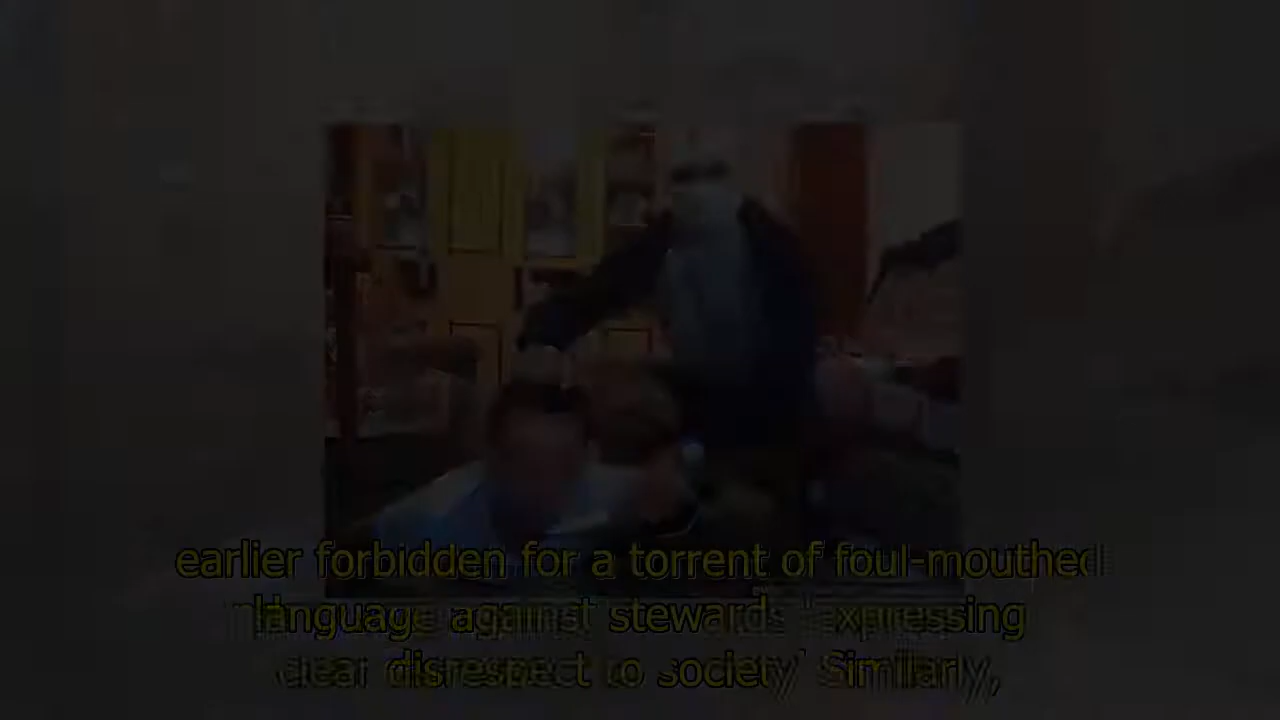 earlier forbidden for a torrent of foul-mouthed
language against stewards "expressing
clear disrespect to society' Similarly,